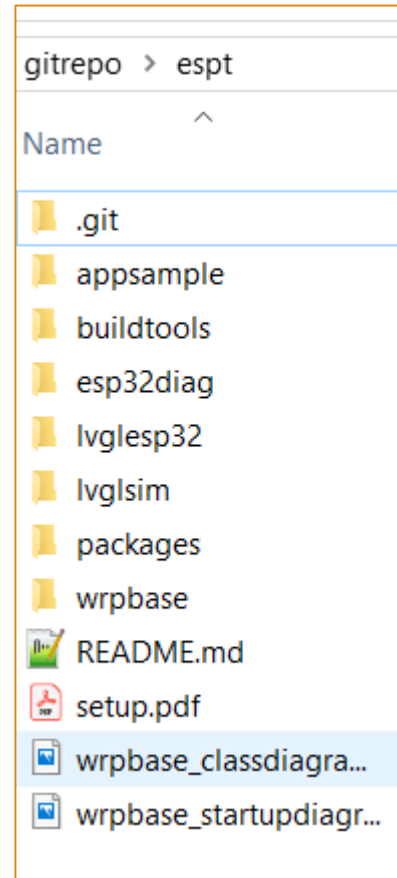 gitrepo > espt
Name
.git
appsample
buildtools
esp32diag
lvglesp32
lvglsim
packages
wrpbase
README.md
setup.pdf
wrpbase_classdiagra...
wrpbase_startupdiagr...